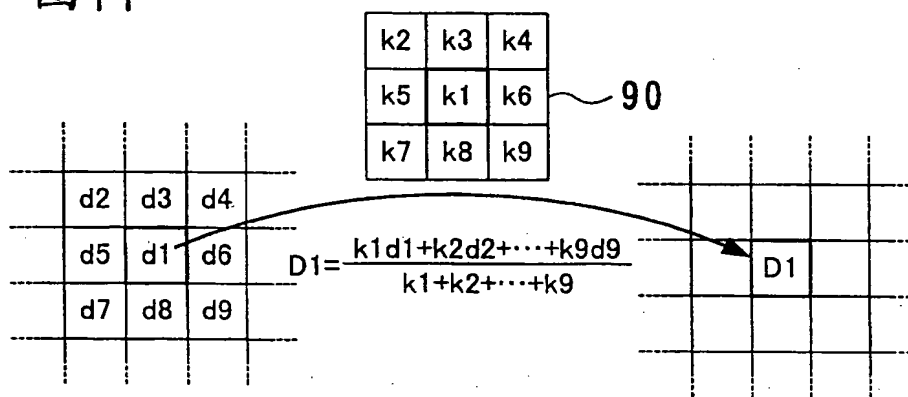 k2 k3 k4
k5 k1 k6
k7 k8 k9
90
d2 d3 d4
d5 d1 d6
d7 d8 d9
D1=k1d1+k2d2+···+k9d9
k1+k2+···+k9
D1